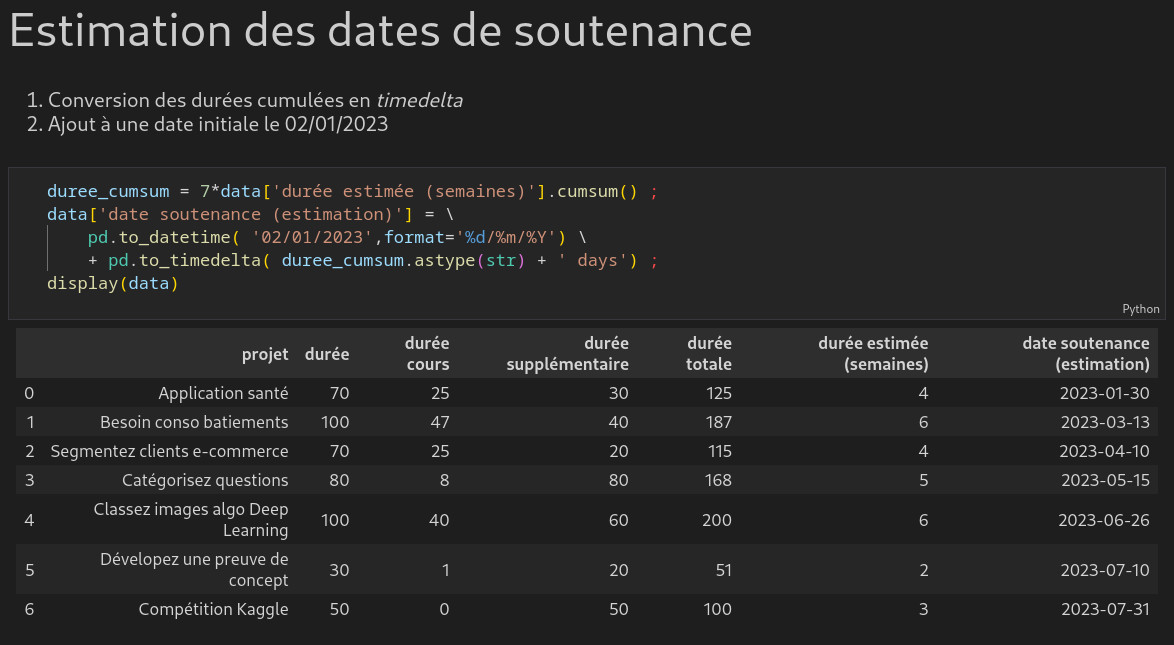 Estimation des dates de soutenance
1. Conversion des durées cumulées en timedelta
2. Ajout à une date initiale le 02/01/2023
duree_cumsum = 7*data['durée estimée (semaines)'].cumsum() ;
data['date soutenance (estimation)'] = \
pd.to_datetime( '02/01/2023',format='%d/%m/%Y') \
+ pd.to_timedelta( duree_cumsum.astype(str) + ' days') ;
display(data)
Python
projet durée durée cours durée supplémentaire durée totale durée estimée (semaines) date soutenance (estimation)
0 Application santé 70 25 30 125 4 2023-01-30
1 Besoin conso batiements 100 47 40 187 6 2023-03-13
2 Segmentez clients e-commerce 70 25 20 115 4 2023-04-10
3 Catégorisez questions 80 8 80 168 5 2023-05-15
4 Classez images algo Deep Learning 100 40 60 200 6 2023-06-26
5 Dévelopez une preuve de concept 30 1 20 51 2 2023-07-10
6 Compétition Kaggle 50 0 50 100 3 2023-07-31